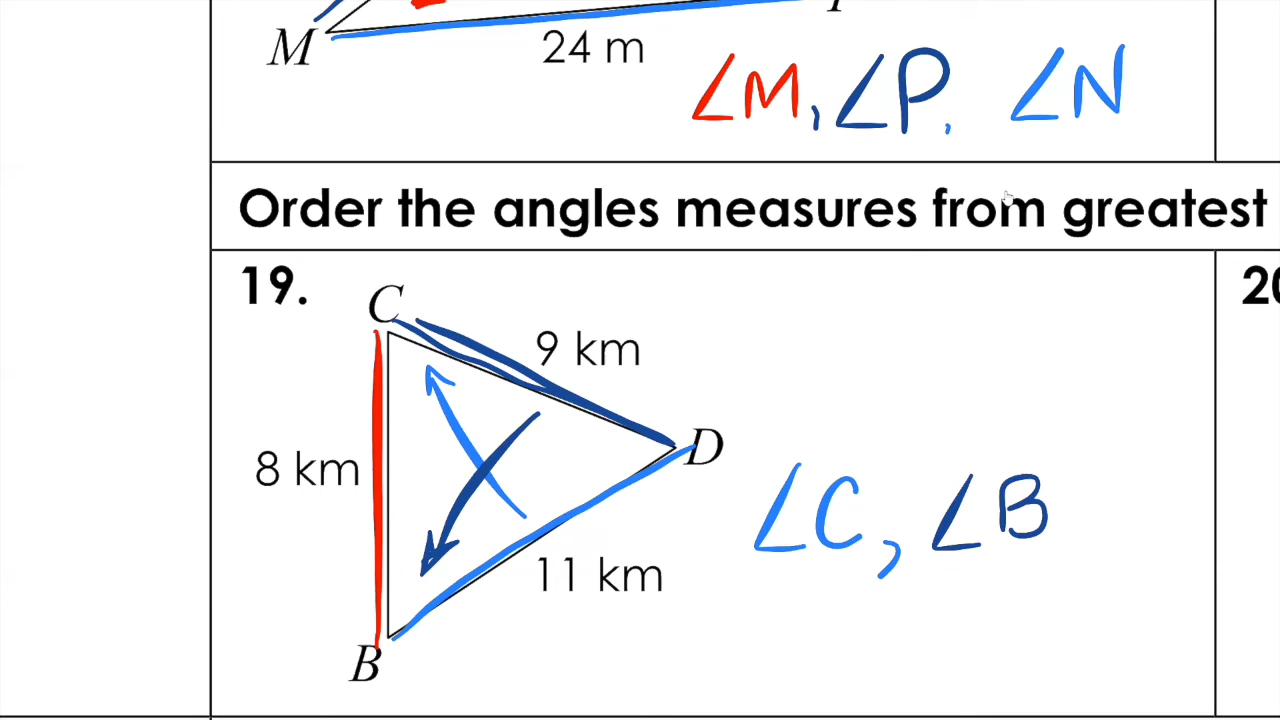 M
24 m
∠M, ∠P, ∠N
Order the angles measures from greatest
19.
C
9 km
8 km
D
∠C, ∠B
11 km
B